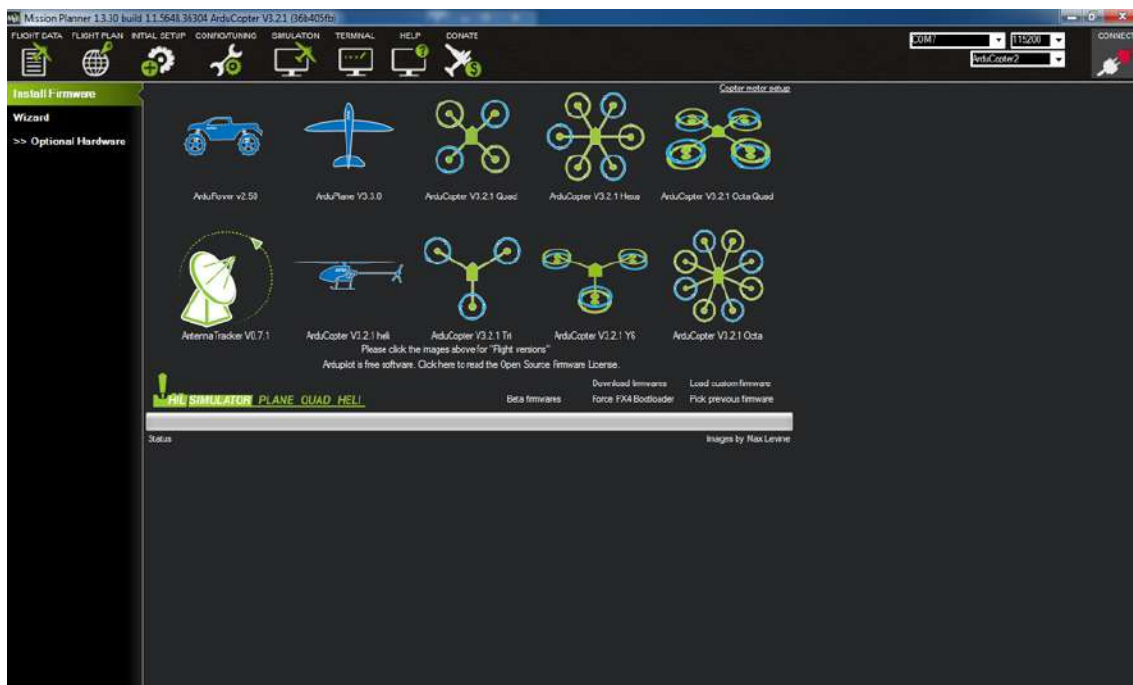 Mission Planner 1.3.30 build 1.1.5648.36304 ArduCopter V3.2.1 (36b405fb)
FLIGHT DATA FLIGHT PLAN INITIAL SETUP CONFIG/TUNING SIMULATION TERMINAL HELP DONATE
COM7 115200 CONNECT
ArduCopter2
Install Firmware
Wizard
>> Optional Hardware
Copter motor setup
ArduRover v2.50 ArduPlane V3.3.0 ArduCopter V3.2.1 Quad ArduCopter V3.2.1 Hexa ArduCopter V3.2.1 Octa Quad
AntennaTracker V0.7.1 ArduCopter V3.2.1 heli ArduCopter V3.2.1 Tri ArduCopter V3.2.1 Y6 ArduCopter V3.2.1 Octa
Please click the images above for "Flight versions"
Ardupilot is free software. Click here to read the Open Source firmware License.
Download firmwares Load custom firmware
HIL SIMULATOR PLANE QUAD HELI Beta firmwares Force PX4 Bootloader Pick previous firmware
Status Images by Max Levine